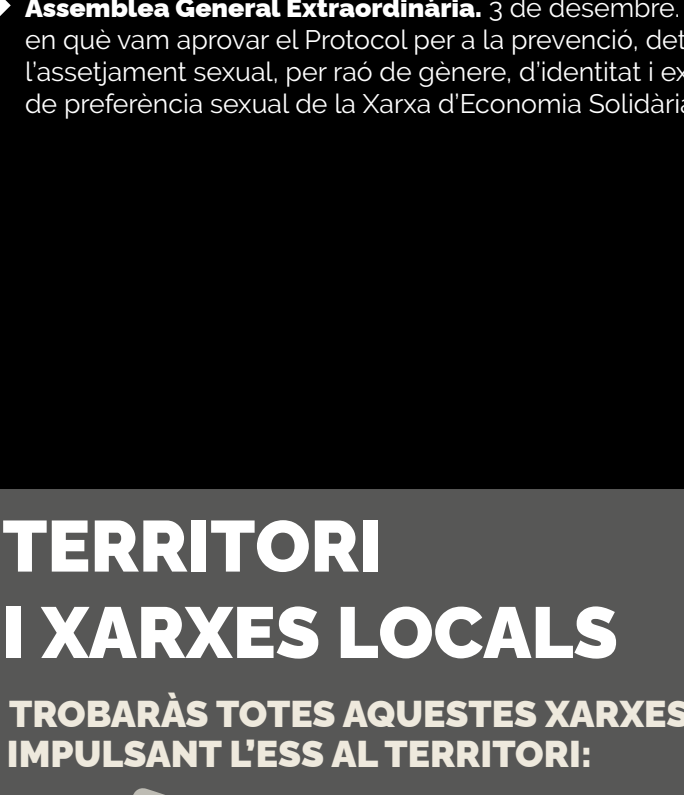 Assemblea General Extraordinària. 3 de desembre.
en què vam aprovar el Protocol per a la prevenció,
l'assetjament sexual, per raó de gènere, d'identitat i
de preferència sexual de la Xarxa d'Economia Solidària
TERRITORI
I XARXES LOCALS
TROBARÀS TOTES AQUESTES XARXES
IMPULSANT L'ESS AL TERRITORI: